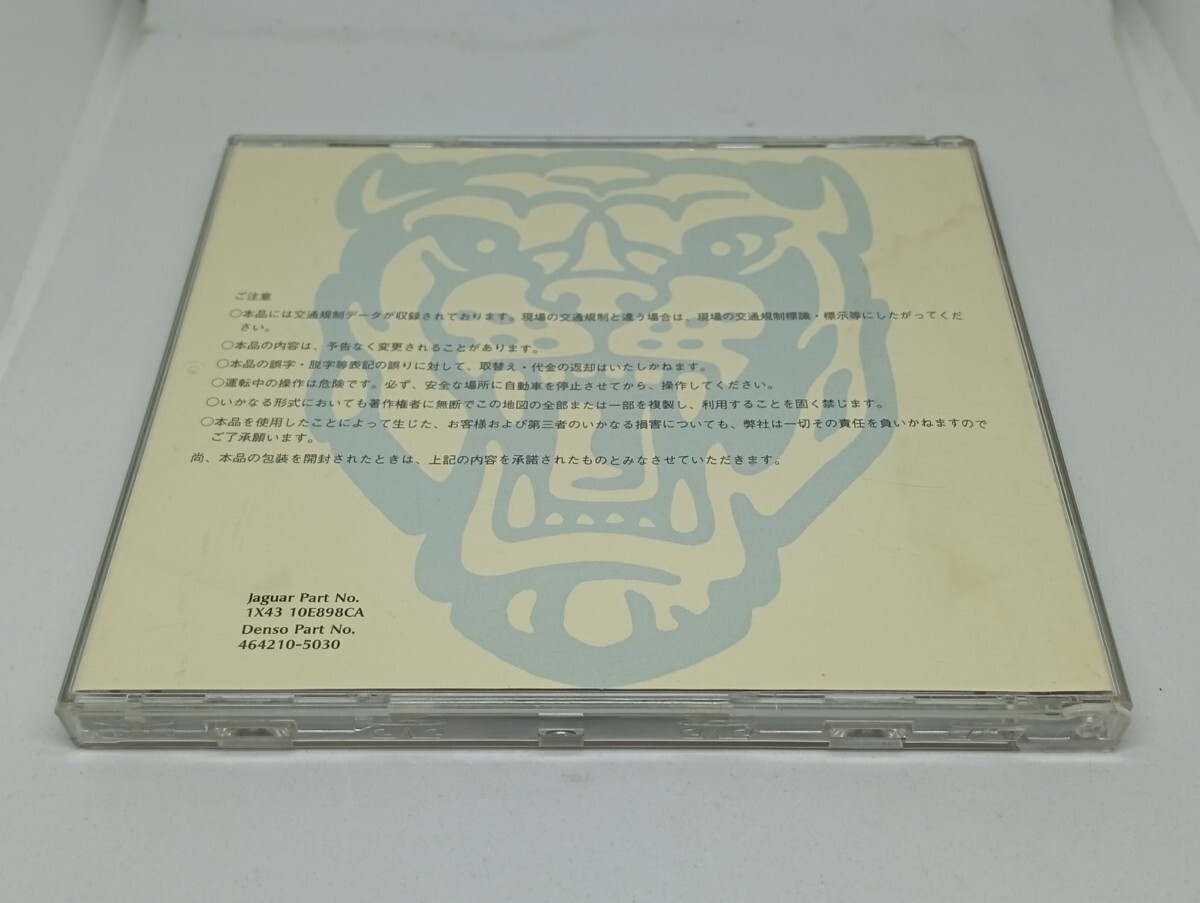 ご注意
○本品には交通規制データが収録されております。現場の交通規制と違う場合は、現場の交通規制標識・標示等にしたがってくだ
さい。
○本品の内容は、予告なく変更されることがあります。
○本品の誤字・脱字等表記の誤りに対して、取替え・代金の返却はいたしかねます。
○運転中の操作は危険です。必ず、安全な場所に自動車を停止させてから、操作してください。
○いかなる形式においても著作権者に無断でこの地図の全部または一部を複製し、利用することを固く禁じます。
○本品を使用したことによって生じた、お客様および第三者のいかなる損害についても、弊社は一切その責任を負いかねますので
ご了承願います。
尚、本品の包装を開封されたときは、上記の内容を承諾されたものとみなさせていただきます。
Jaguar Part No.
1X43 10E898CA
Denso Part No.
464210-5030